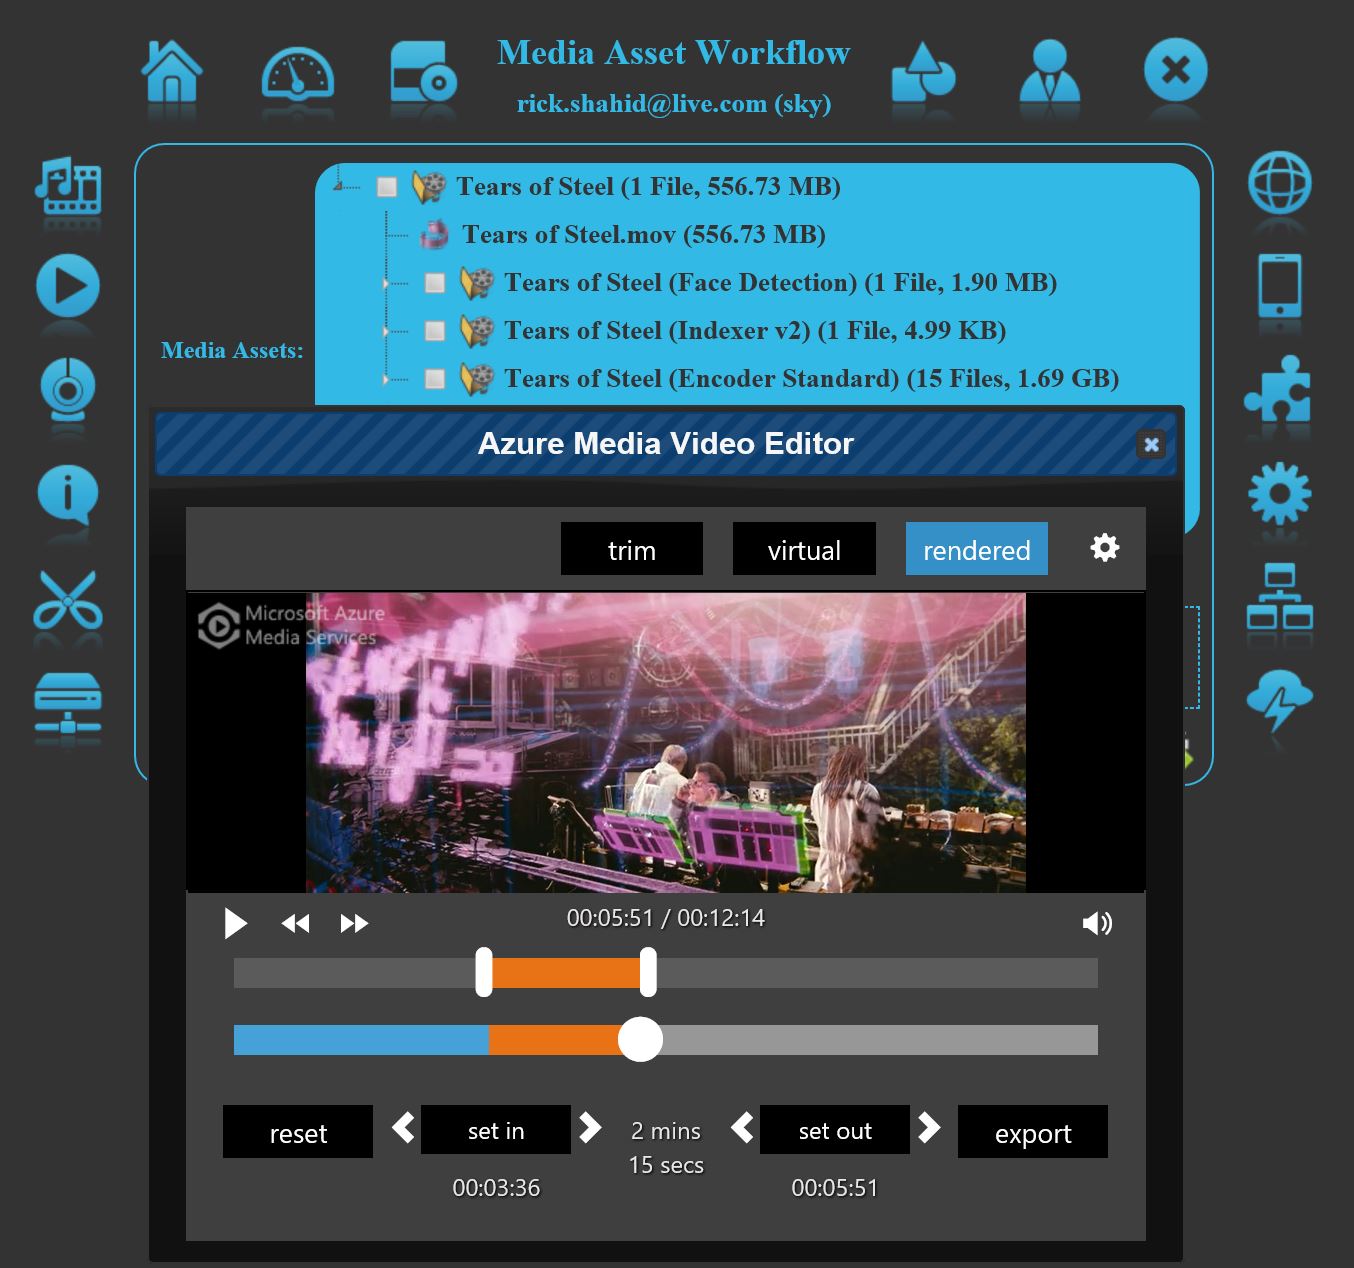 Media Asset Workflow
rick.shahid@live.com (sky)
Tears of Steel (1 File, 556.73 MB)
Tears of Steel.mov (556.73 MB)
Tears of Steel (Face Detection) (1 File, 1.90 MB)
Tears of Steel (Indexer v2) (1 File, 4.99 KB)
Media Assets:
Tears of Steel (Encoder Standard) (15 Files, 1.69 GB)
Azure Media Video Editor
trim
virtual
rendered
Microsoft Azure
Media Services
00:05:51 / 00:12:14
reset
set in
2 mins
15 secs
set out
export
00:03:36
00:05:51